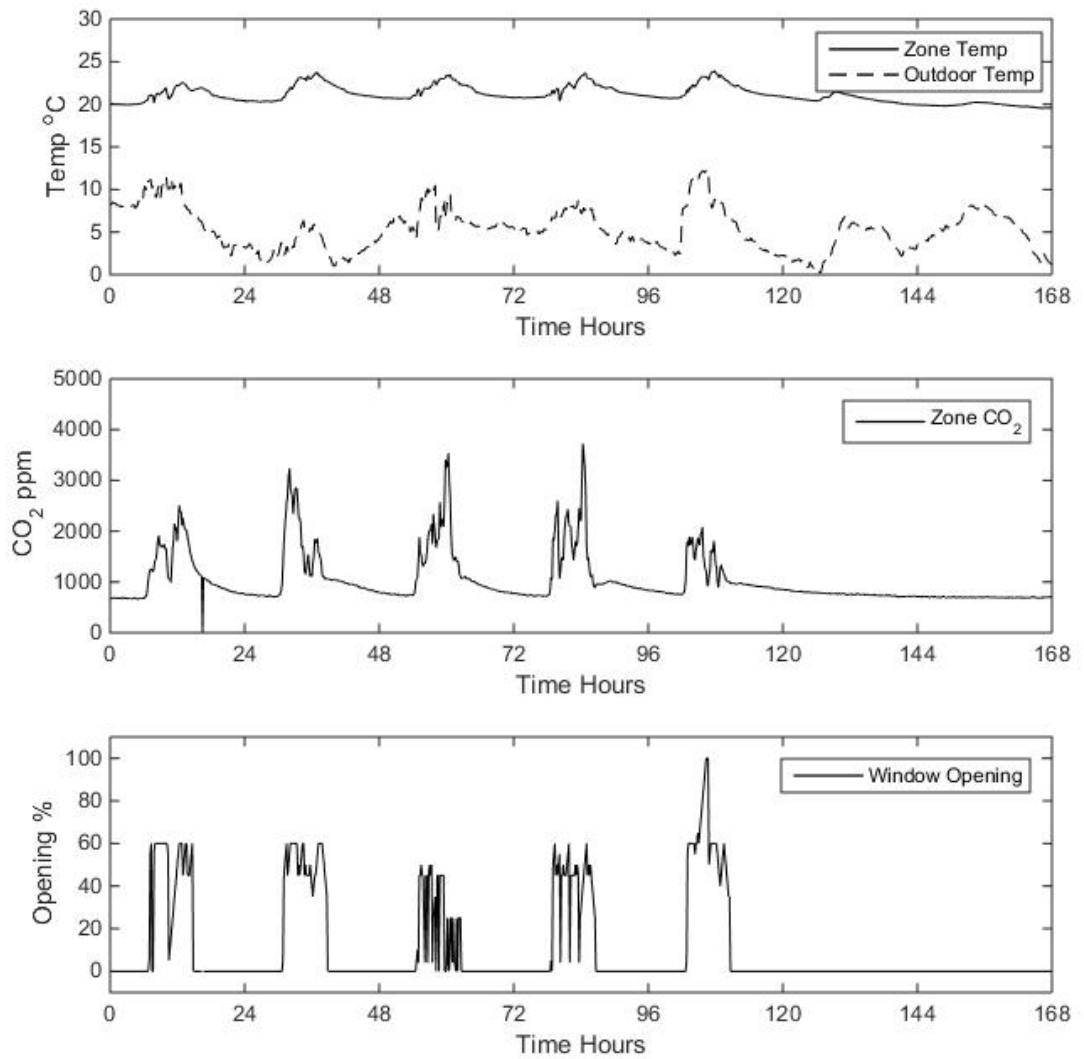 30
25
20
15
10
5
0
Temp °C
Zone Temp
Outdoor Temp
0 24 48 72 96 120 144 168
Time Hours
5000
4000
3000
2000
1000
0
CO2 ppm
Zone CO2
0 24 48 72 96 120 144 168
Time Hours
100
80
60
40
20
0
Opening %
Window Opening
0 24 48 72 96 120 144 168
Time Hours